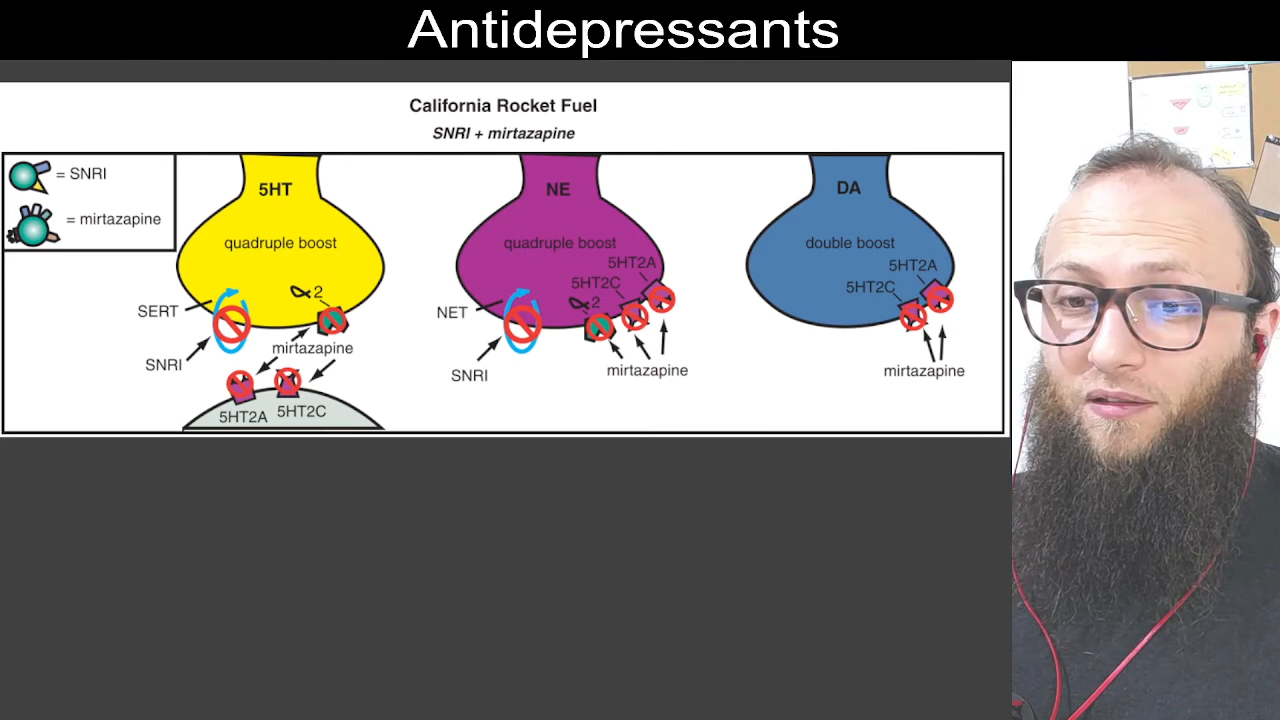 Antidepressants
California Rocket Fuel
SNRI + mirtazapine
= SNRI
= mirtazapine
5HT
quadruple boost
SERT
SNRI
α2
mirtazapine
5HT2A
5HT2C
NE
quadruple boost
5HT2A
5HT2C
α2
NET
SNRI
mirtazapine
DA
double boost
5HT2A
5HT2C
mirtazapine